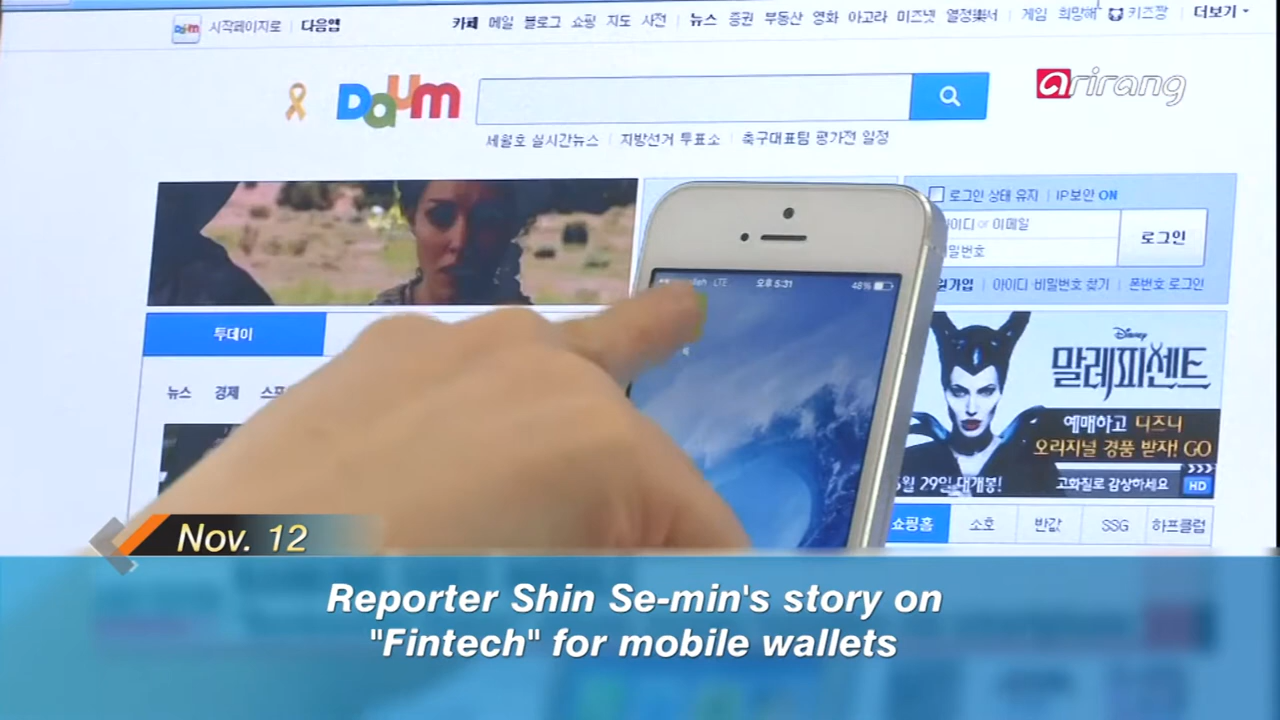 Daum 시작페이지로 | 다음앱
카페 메일 블로그 쇼핑 지도 사전 | 뉴스 증권 부동산 영화 아고라 미즈넷 | 게임 희망해 키즈짱 | 더보기
Daum
arirang
세월호 실시간뉴스 | 지방선거 투표소 | 축구대표팀 평가전 일정
로그인 상태 유지 | IP보안 ON
아이디 or 이메일
비밀번호
로그인
원가입 | 아이디·비밀번호 찾기 | 폰번호 로그인
LTE 오후 5:31 48%
투데이
뉴스 경제
Disney
말레피센트
예매하고 디즈니
오리지널 경품 받자! GO
월 29일 대개봉!
고화질로 감상하세요 HD
쇼핑홈 소호 반값 SSG 하프클럽
Nov. 12
Reporter Shin Se-min's story on
"Fintech" for mobile wallets